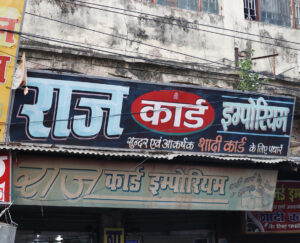 राज कार्ड इम्पोरियम
सुन्दर एवं आकर्षक शादी कार्ड के लिए पधारें
राज कार्ड इम्पोरियम
शादी कार्ड